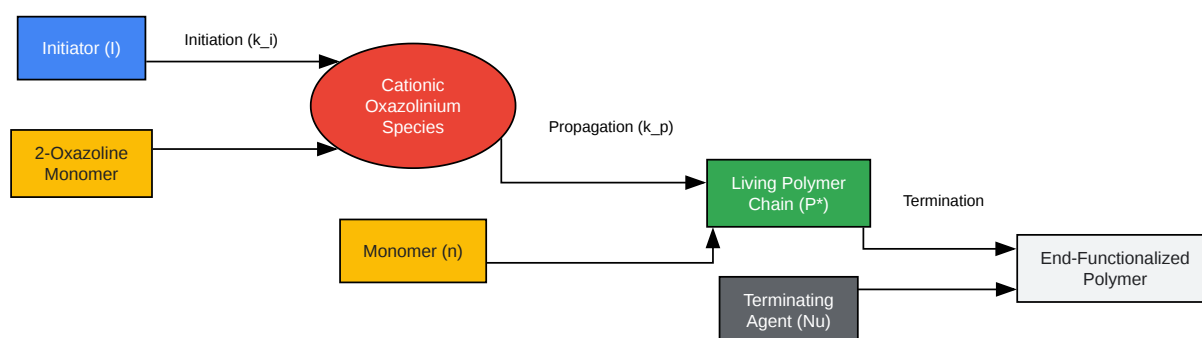 Initiator (I)
Initiation (k_i)
Cationic
Oxazolinium
Species
2-Oxazoline
Monomer
Propagation (k_p)
Living Polymer
Chain (P*)
Monomer (n)
Termination
End-Functionalized
Polymer
Terminating
Agent (Nu)